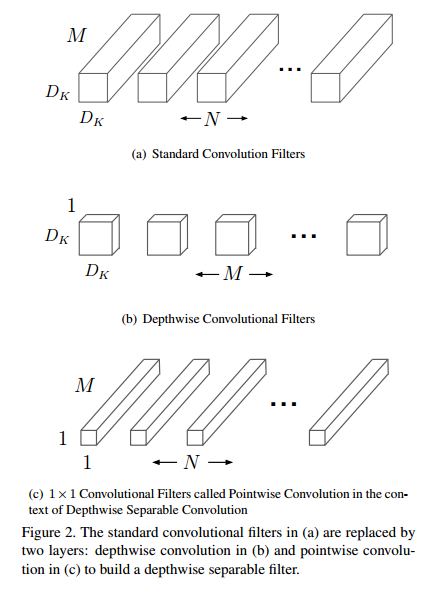 M
D_K
D_K
← N →
...
(a) Standard Convolution Filters
1
D_K
D_K
← M →
...
(b) Depthwise Convolutional Filters
M
1
1
← N →
...
(c) 1 × 1 Convolutional Filters called Pointwise Convolution in the con-
text of Depthwise Separable Convolution
Figure 2. The standard convolutional filters in (a) are replaced by
two layers: depthwise convolution in (b) and pointwise convolu-
tion in (c) to build a depthwise separable filter.